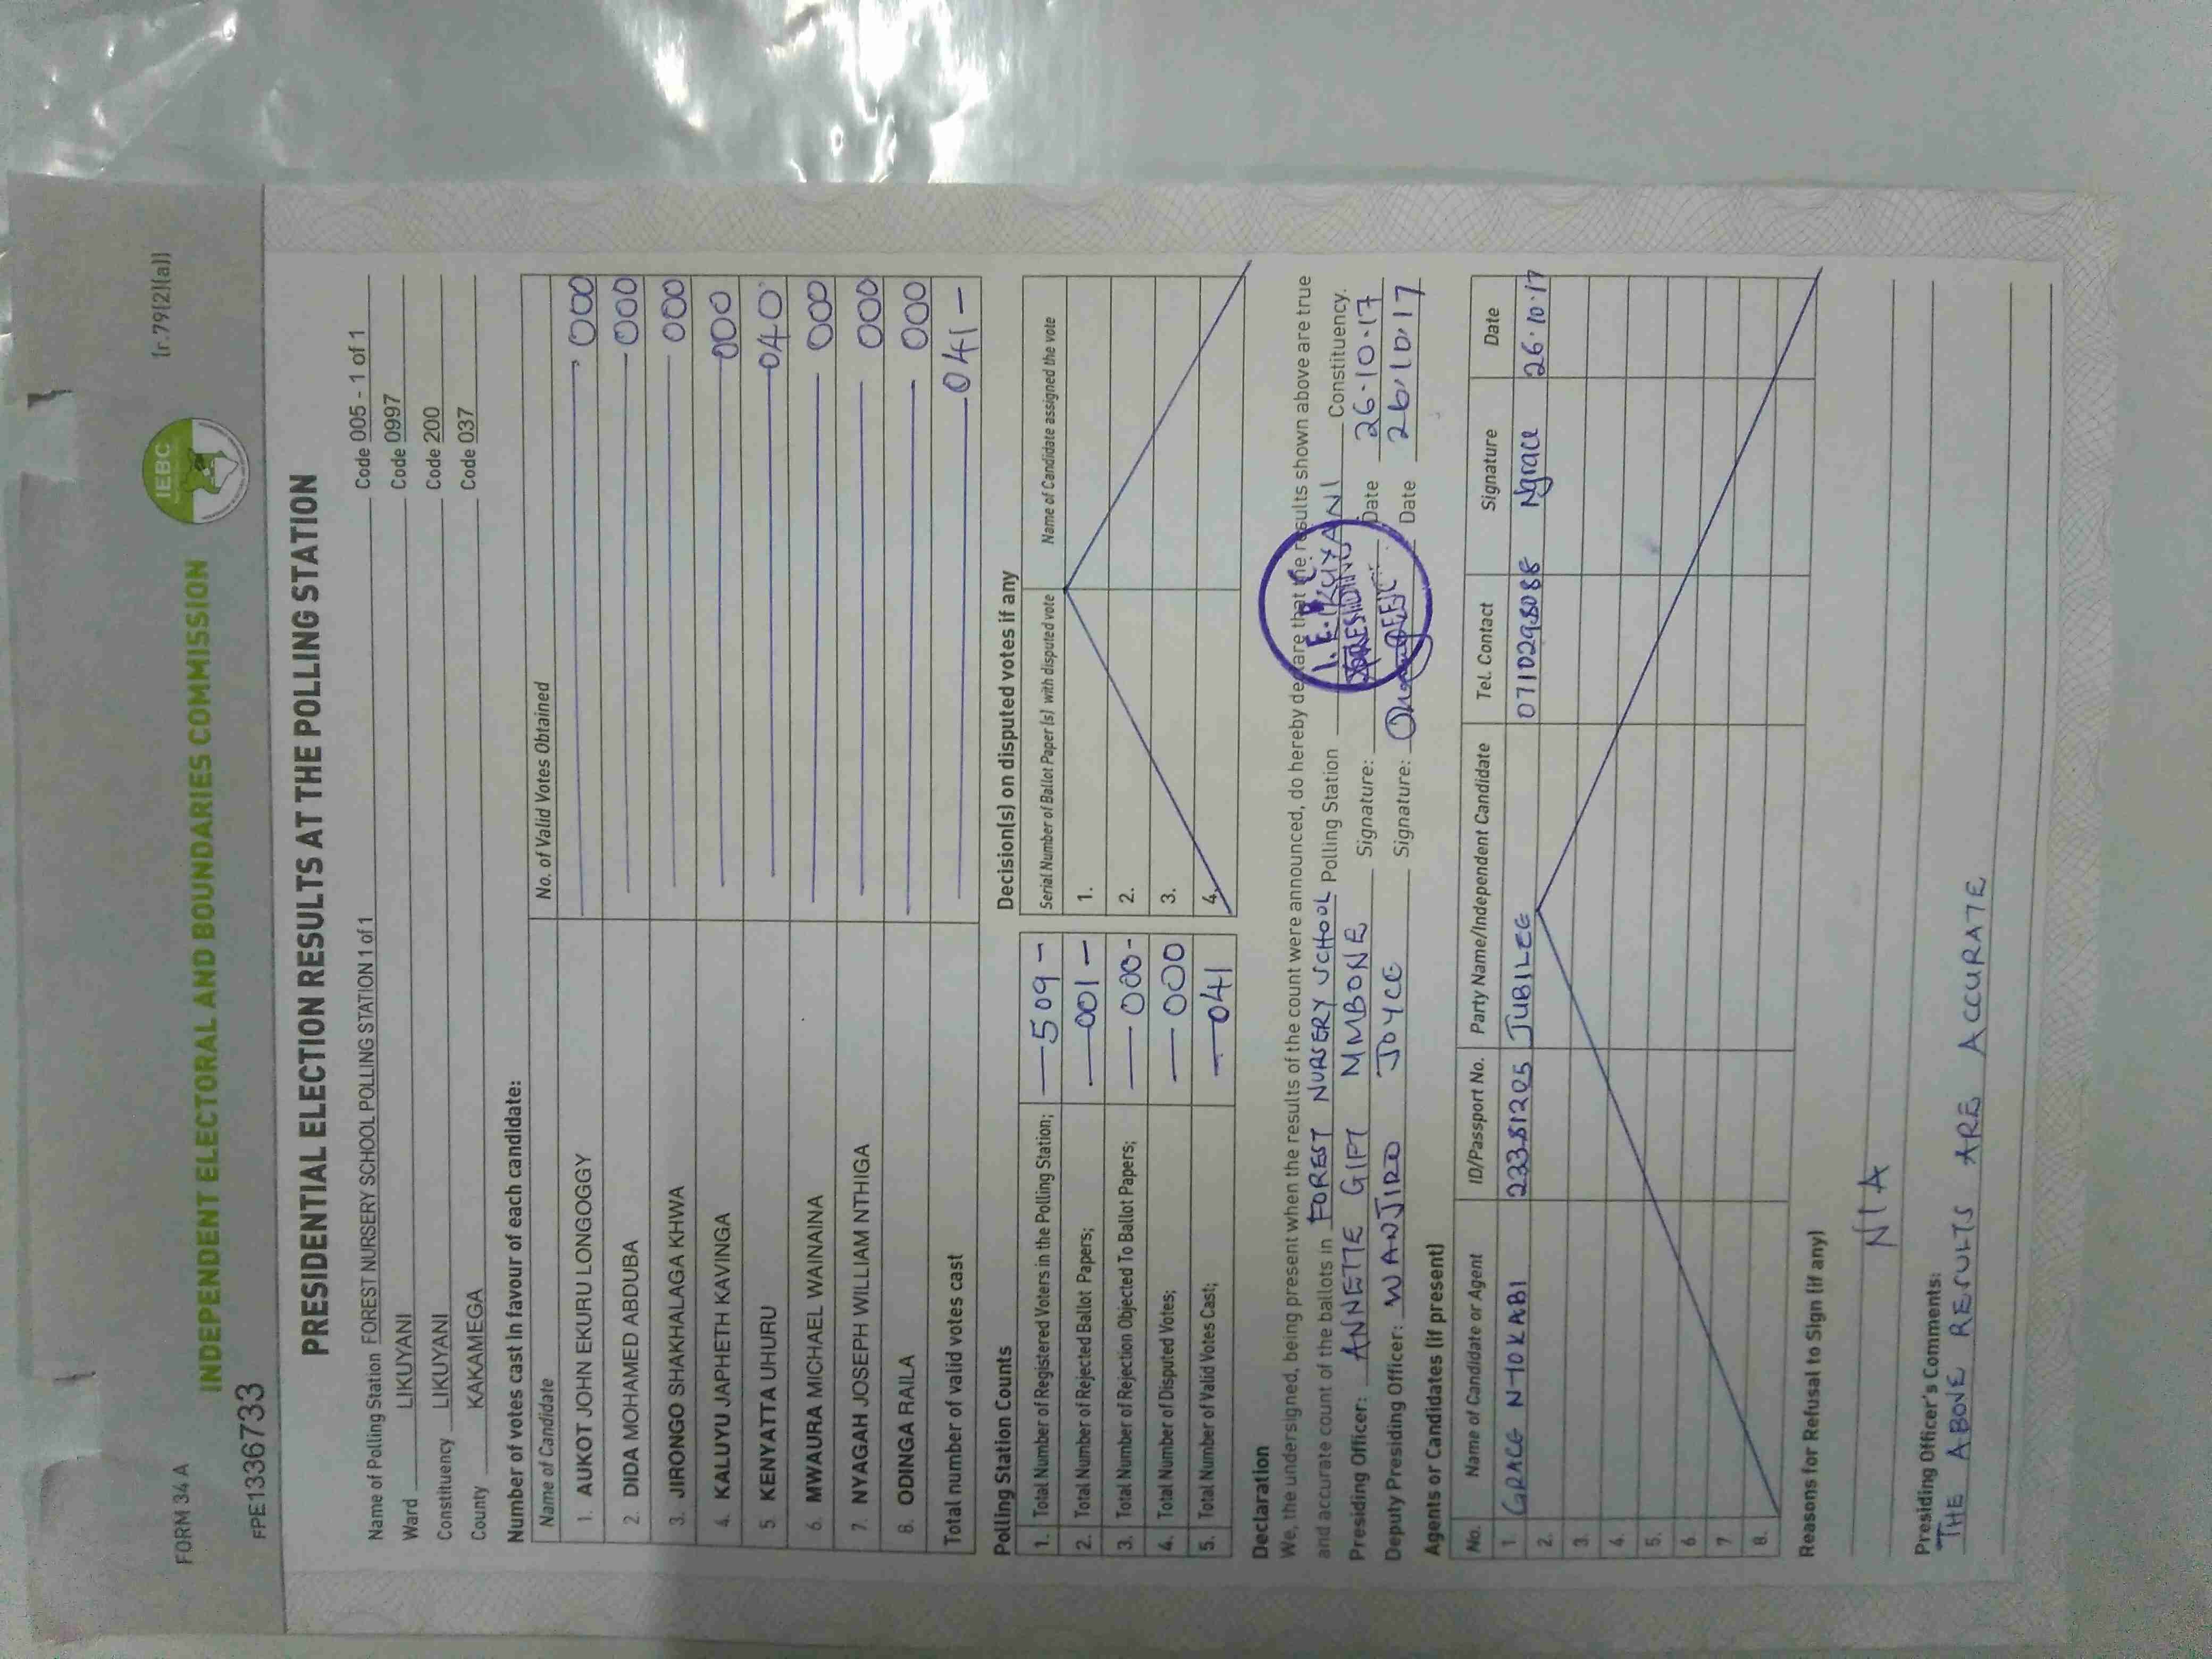 FORM 34 A
INDEPENDENT ELECTORAL AND BOUNDARIES COMMISSION
IEBC
(r.79(2)(a))
FPE1336733
PRESIDENTIAL ELECTION RESULTS AT THE POLLING STATION
Name of Polling Station FOREST NURSERY SCHOOL POLLING STATION 1 of 1 Code 005 - 1 of 1
Ward LIKUYANI Code 0997
Constituency LIKUYANI Code 200
County KAKAMEGA Code 037
Number of votes cast in favour of each candidate:
Name of Candidate No. of Valid Votes Obtained
1. AUKOT JOHN EKURU LONGOGGY 000
2. DIDA MOHAMED ABDUBA 000
3. JIRONGO SHAKHALAGA KHWA 000
4. KALUYU JAPHETH KAVINGA 000
5. KENYATTA UHURU 040
6. MWAURA MICHAEL WAINAINA 000
7. NYAGAH JOSEPH WILLIAM NTHIGA 000
8. ODINGA RAILA 000
Total number of valid votes cast 041 -
Polling Station Counts
1. Total Number of Registered Voters in the Polling Station; 509 -
2. Total Number of Rejected Ballot Papers; 001 -
3. Total Number of Rejection Objected To Ballot Papers; 000 -
4. Total Number of Disputed Votes; 000
5. Total Number of Valid Votes Cast; 041
Decision(s) on disputed votes if any
Serial Number of Ballot Paper (s) with disputed vote Name of Candidate assigned the vote
1.
2.
3.
4.
Declaration
We, the undersigned, being present when the results of the count were announced, do hereby declare that the results shown above are true
and accurate count of the ballots in FOREST NURSERY SCHOOL Polling Station LIKUYANI Constituency.
Presiding Officer: ANNETTE GIFT MMBONE Signature: Date 26.10.17
Deputy Presiding Officer: WANJIRO JOYCE Signature: Date 26/10/17
I.E.B.C.
PRESIDING
Agents or Candidates (if present)
No. Name of Candidate or Agent ID/Passport No. Party Name/Independent Candidate Tel. Contact Signature Date
1. GRACE 22381205 JUBILEE 0710298088 Ngrace 26.10.17
2.
3.
4.
5.
6.
7.
8.
Reasons for Refusal to Sign (if any)
N/A
Presiding Officer's Comments:
THE ABOVE RESULTS ARE ACCURATE